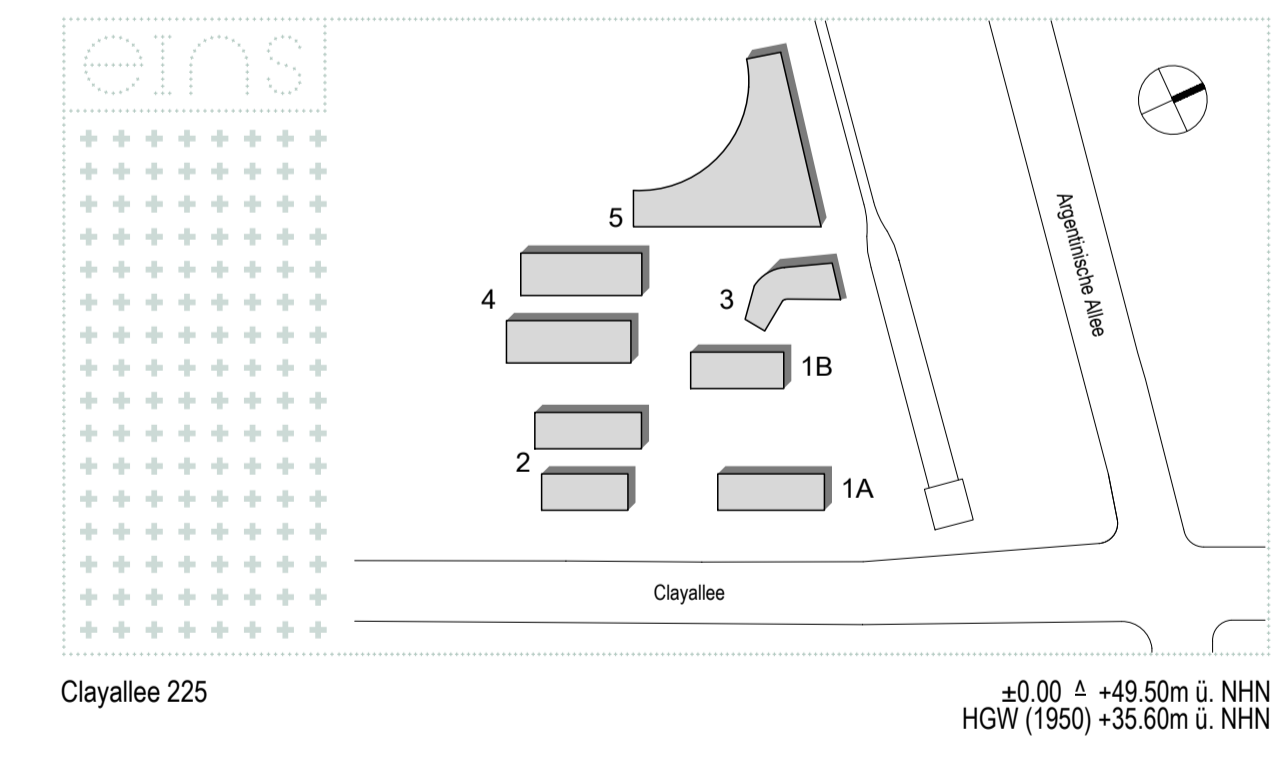 eins
5
4
3
1B
2
1A
Argentinische Allee
Clayallee
Clayallee 225
±0.00 ≙ +49.50m ü. NHN
HGW (1950) +35.60m ü. NHN